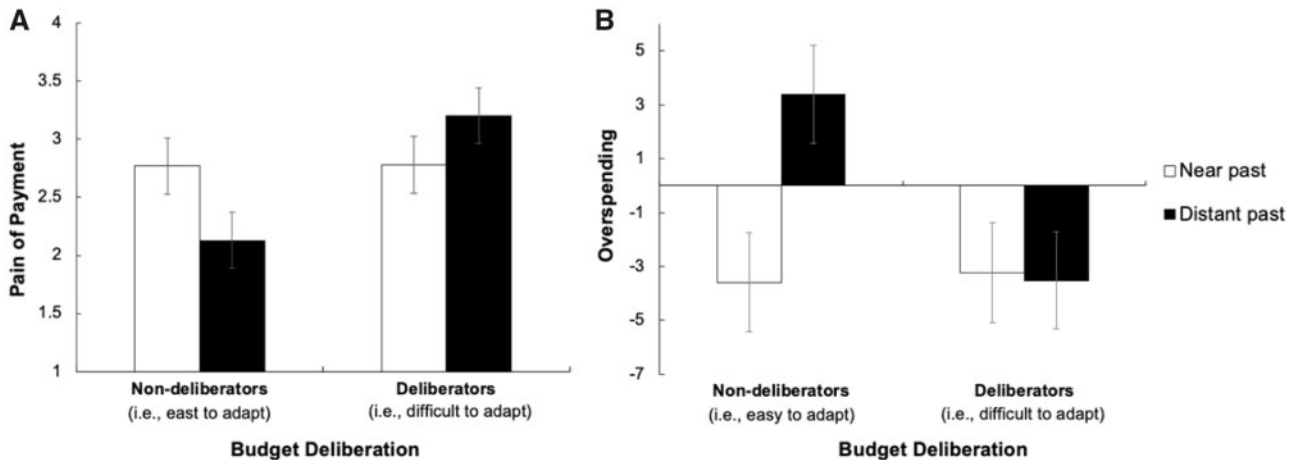 A
4
3.5
3
2.5
2
1.5
1
Pain of Payment
Non-deliberators
(i.e., east to adapt)
Deliberators
(i.e., difficult to adapt)
Budget Deliberation
B
5
3
1
-1
-3
-5
-7
Overspending
Non-deliberators
(i.e., easy to adapt)
Deliberators
(i.e., difficult to adapt)
Budget Deliberation
Near past
Distant past